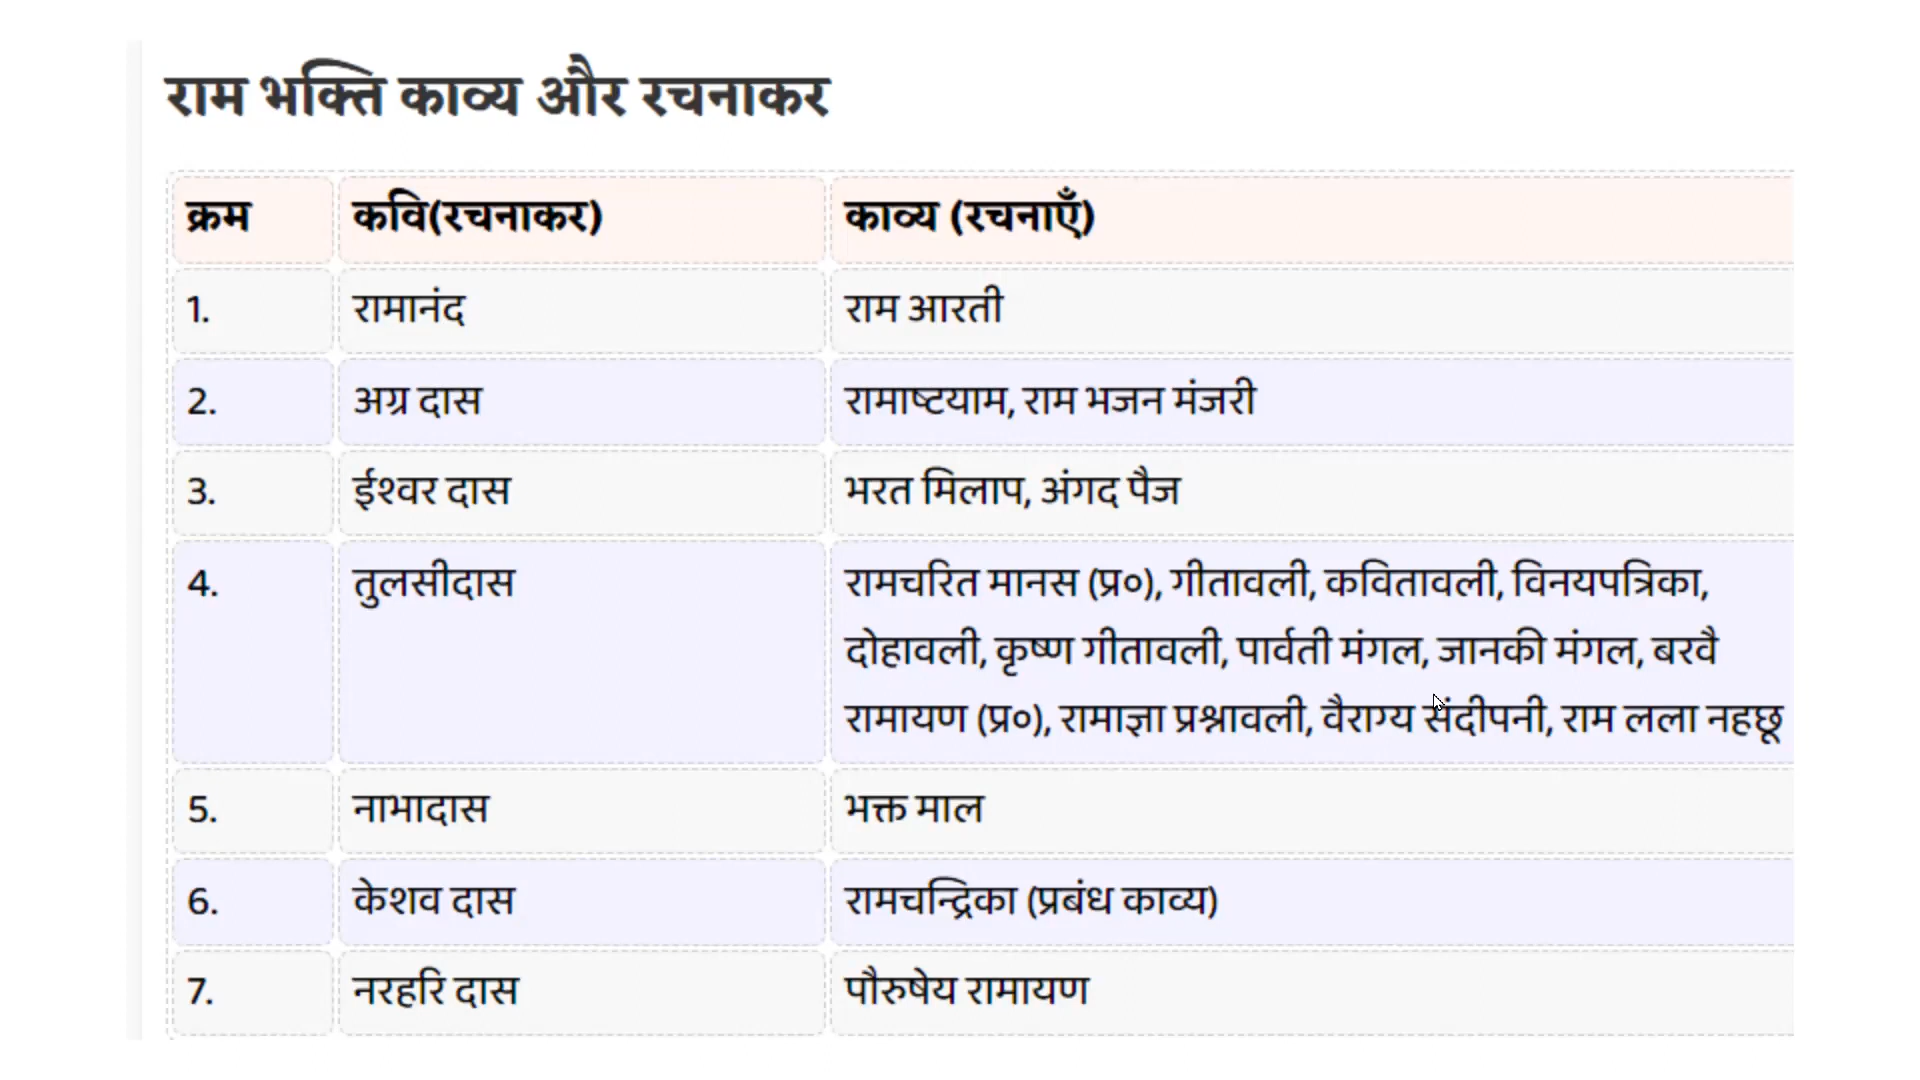 राम भक्ति काव्य और रचनाकर
क्रम कवि(रचनाकर) काव्य (रचनाएँ)
1. रामानंद राम आरती
2. अग्र दास रामाष्टयाम, राम भजन मंजरी
3. ईश्वर दास भरत मिलाप, अंगद पैज
4. तुलसीदास रामचरित मानस (प्र०), गीतावली, कवितावली, विनयपत्रिका,
दोहावली, कृष्ण गीतावली, पार्वती मंगल, जानकी मंगल, बरवै
रामायण (प्र०), रामाज्ञा प्रश्नावली, वैराग्य संदीपनी, राम लला नहछू
5. नाभादास भक्त माल
6. केशव दास रामचन्द्रिका (प्रबंध काव्य)
7. नरहरि दास पौरुषेय रामायण